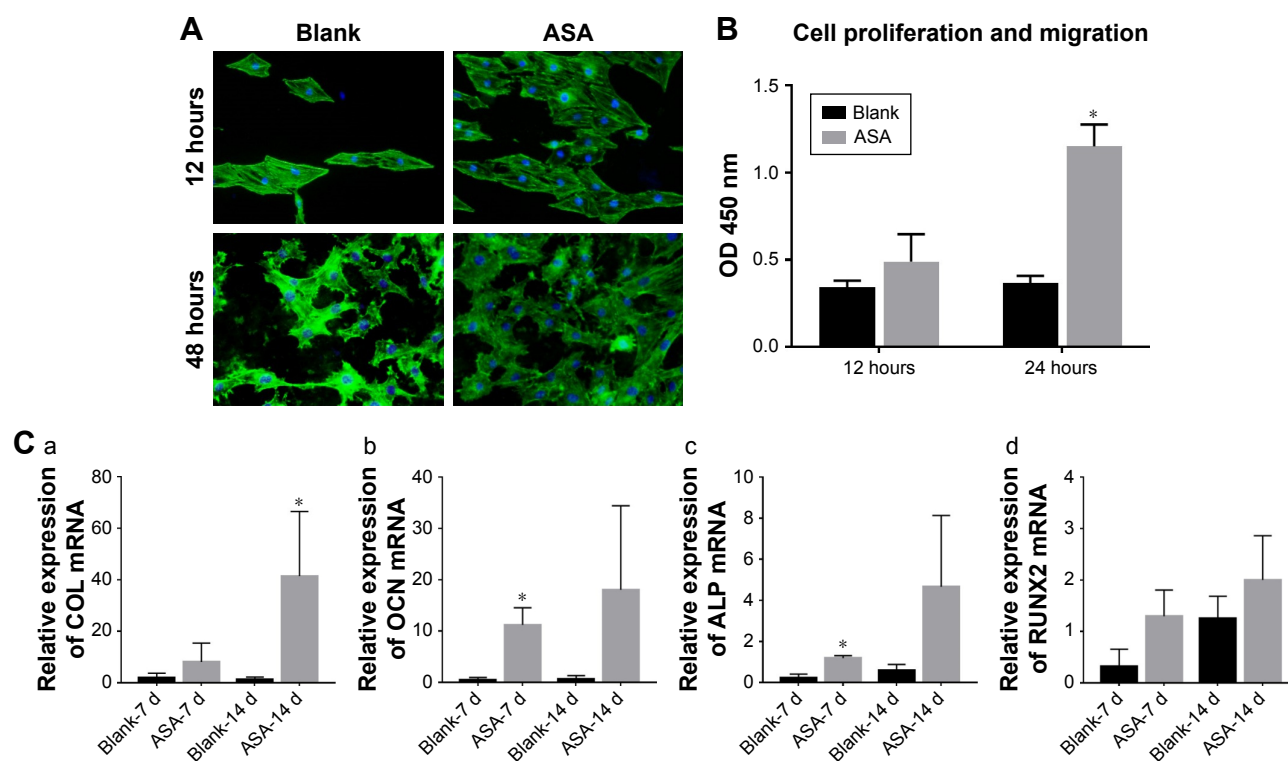 A
Blank
ASA
12 hours
48 hours
B
Cell proliferation and migration
OD 450 nm
1.5
1.0
0.5
0.0
Blank
ASA
*
12 hours
24 hours
C
a
Relative expression
of COL mRNA
80
60
40
20
0
*
Blank-7 d
ASA-7 d
Blank-14 d
ASA-14 d
b
Relative expression
of OCN mRNA
40
30
20
10
0
*
Blank-7 d
ASA-7 d
Blank-14 d
ASA-14 d
c
Relative expression
of ALP mRNA
10
8
6
4
2
0
*
Blank-7 d
ASA-7 d
Blank-14 d
ASA-14 d
d
Relative expression
of RUNX2 mRNA
4
3
2
1
0
Blank-7 d
ASA-7 d
Blank-14 d
ASA-14 d